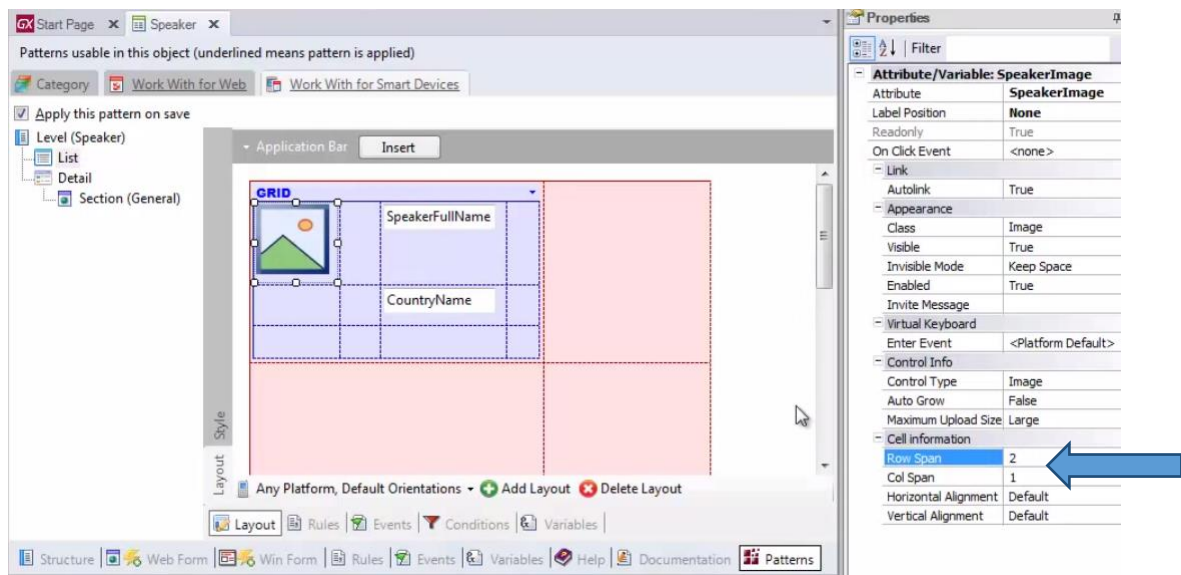 GX Start Page X Speaker X
Patterns usable in this object (underlined means pattern is applied)
Category Work With for Web Work With for Smart Devices
Apply this pattern on save
Level (Speaker)
List
Detail
Section (General)
Application Bar Insert
GRID
SpeakerFullName
CountryName
Style
Layout
Any Platform, Default Orientations Add Layout Delete Layout
Layout Rules Events Conditions Variables
Structure Web Form Win Form Rules Events Variables Help Documentation Patterns
Properties
Filter
Attribute/Variable: SpeakerImage
Attribute SpeakerImage
Label Position None
Readonly True
On Click Event <none>
Link
Autolink True
Appearance
Class Image
Visible True
Invisible Mode Keep Space
Enabled True
Invite Message
Virtual Keyboard
Enter Event <Platform Default>
Control Info
Control Type Image
Auto Grow False
Maximum Upload Size Large
Cell information
Row Span 2
Col Span 1
Horizontal Alignment Default
Vertical Alignment Default